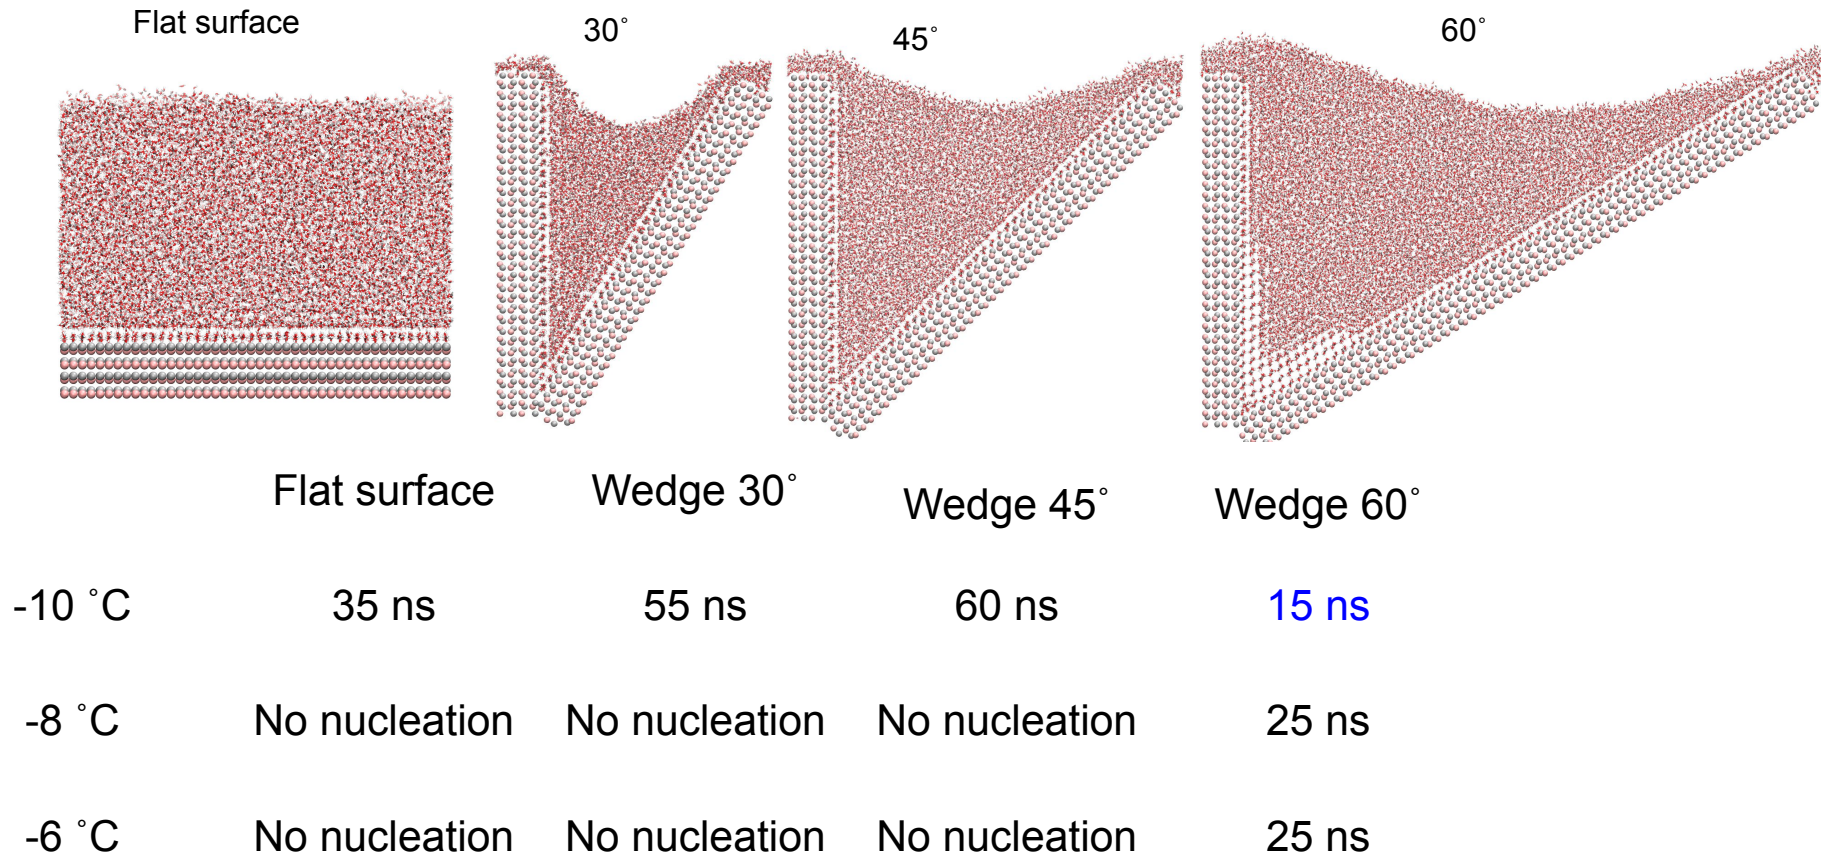 Flat surface 30˚ 45˚ 60˚
Flat surface Wedge 30˚ Wedge 45˚ Wedge 60˚
-10 ˚C 35 ns 55 ns 60 ns 15 ns
-8 ˚C No nucleation No nucleation No nucleation 25 ns
-6 ˚C No nucleation No nucleation No nucleation 25 ns